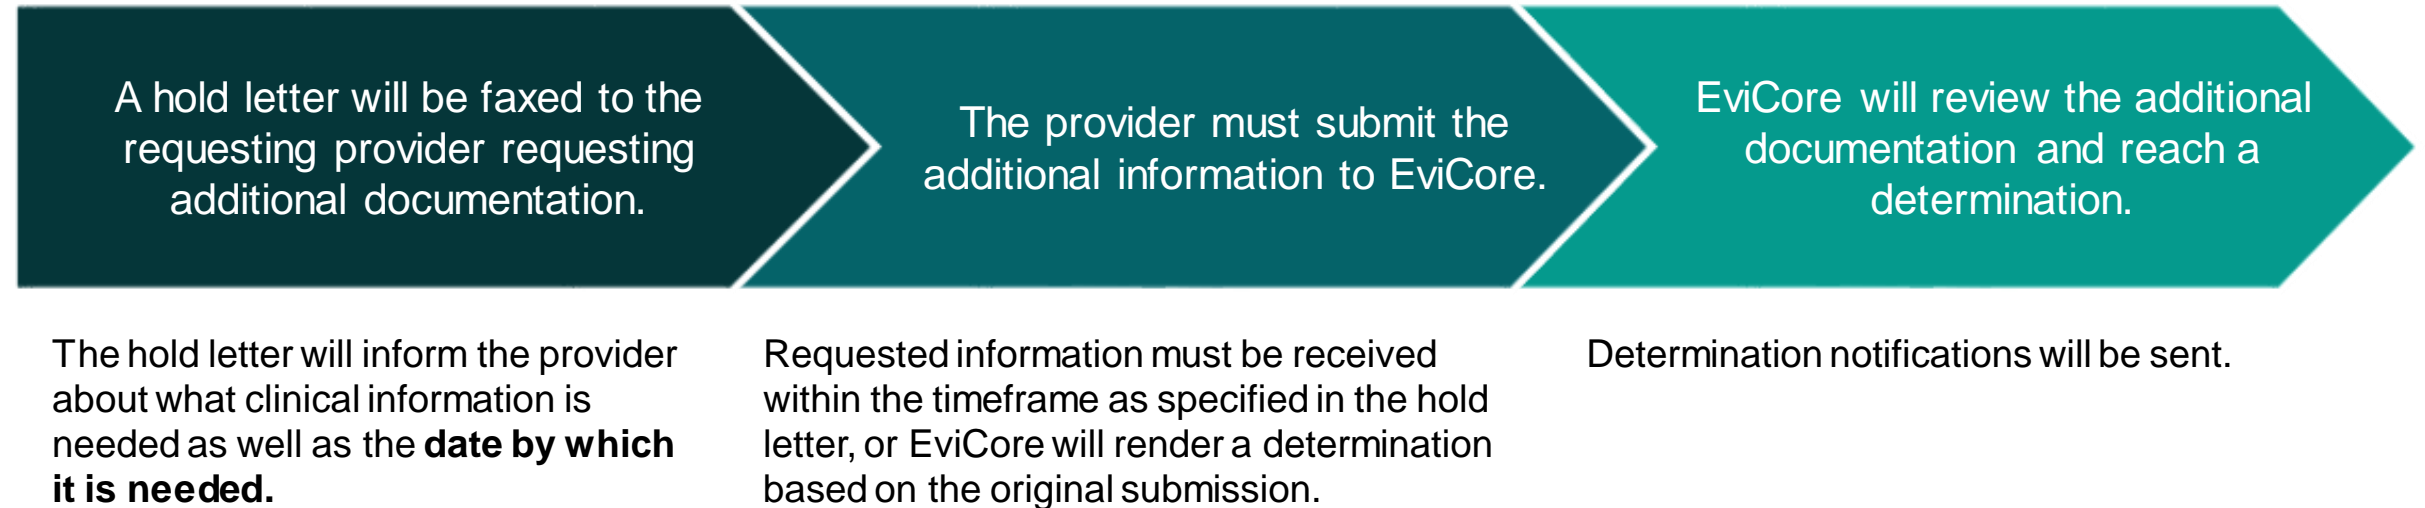 A hold letter will be faxed to the
requesting provider requesting
additional documentation.
The provider must submit the
additional information to EviCore.
EviCore will review the additional
documentation and reach a
determination.
The hold letter will inform the provider
about what clinical information is
needed as well as the date by which
it is needed.
Requested information must be received
within the timeframe as specified in the hold
letter, or EviCore will render a determination
based on the original submission.
Determination notifications will be sent.